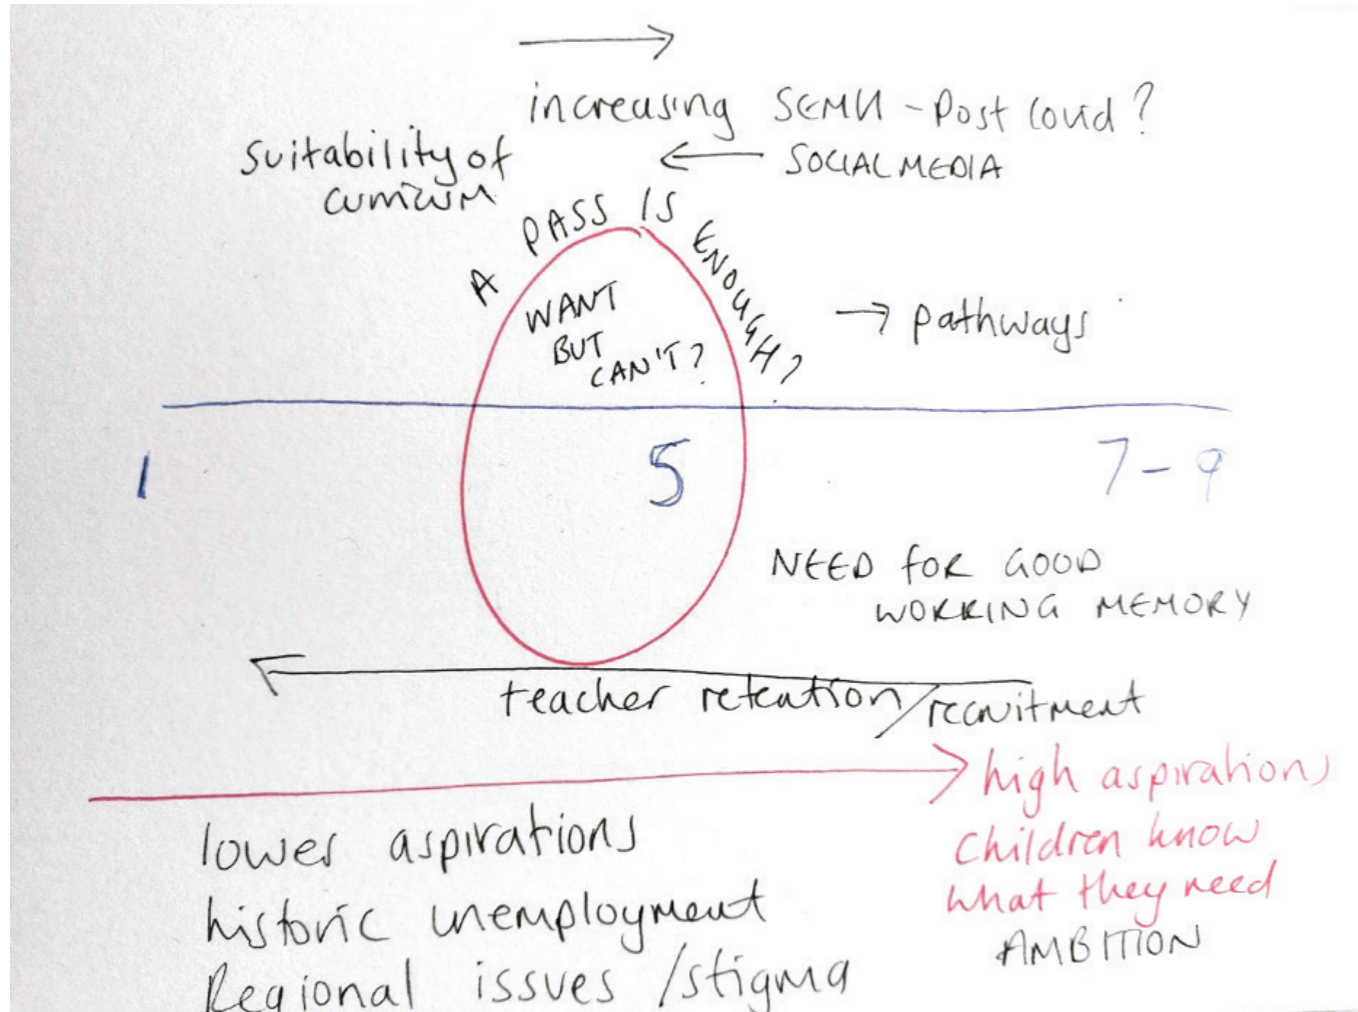 increasing SEMH - Post Covid?
SOCIAL MEDIA
suitability of
curriculum
A PASS IS ENOUGH?
WANT
BUT
CAN'T?
→ pathways
1
5
7-9
NEED FOR GOOD
WORKING MEMORY
teacher retention/recruitment
high aspirations
children know
what they need
AMBITION
lower aspirations
historic unemployment
Regional issues /stigma